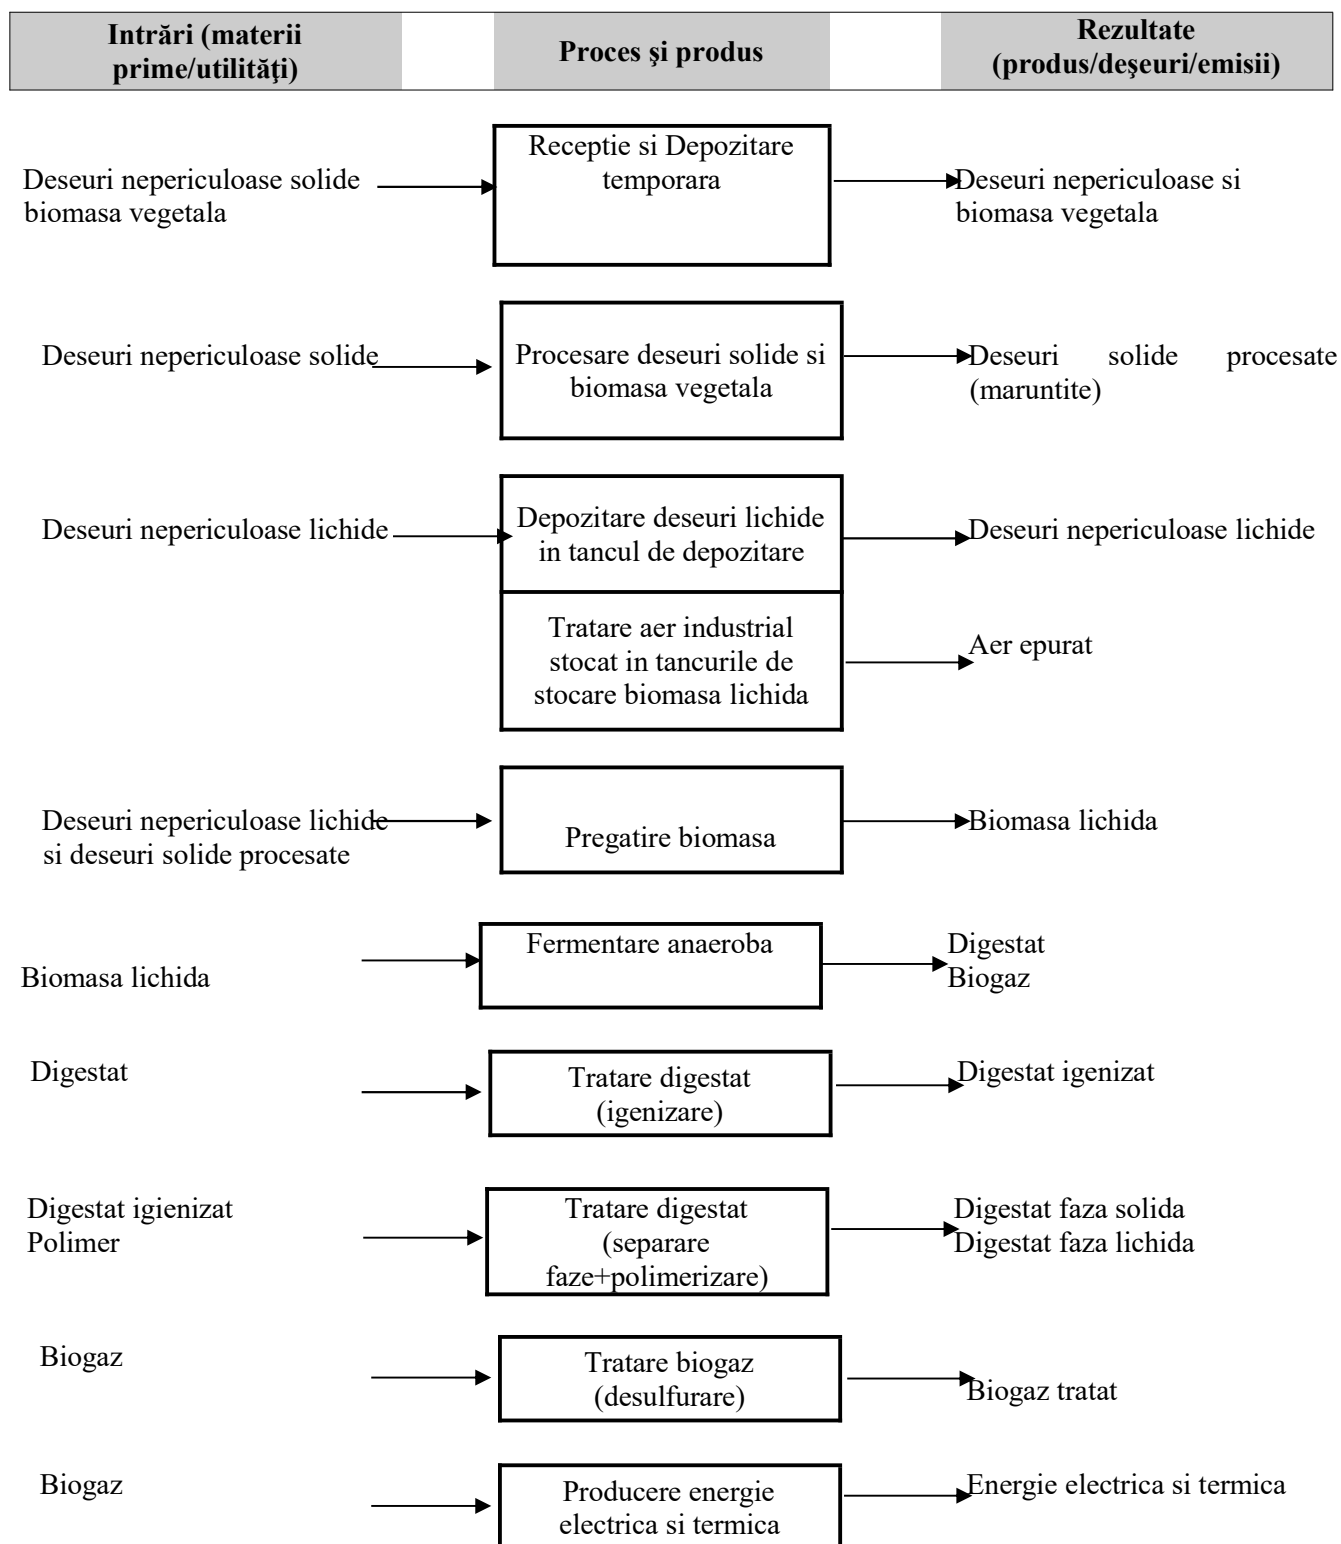 Intrări (materii
prime/utilităţi)
Proces şi produs
Rezultate
(produs/deşeuri/emisii)
Deseuri nepericuloase solide
biomasa vegetala
Receptie si Depozitare
temporara
Deseuri nepericuloase si
biomasa vegetala
Deseuri nepericuloase solide
Procesare deseuri solide si
biomasa vegetala
Deseuri solide procesate
(maruntite)
Deseuri nepericuloase lichide
Depozitare deseuri lichide
in tancul de depozitare
Deseuri nepericuloase lichide
Tratare aer industrial
stocat in tancurile de
stocare biomasa lichida
Aer epurat
Deseuri nepericuloase lichide
si deseuri solide procesate
Pregatire biomasa
Biomasa lichida
Biomasa lichida
Fermentare anaeroba
Digestat
Biogaz
Digestat
Tratare digestat
(igenizare)
Digestat igenizat
Digestat igienizat
Polimer
Tratare digestat
(separare
faze+polimerizare)
Digestat faza solida
Digestat faza lichida
Biogaz
Tratare biogaz
(desulfurare)
Biogaz tratat
Biogaz
Producere energie
electrica si termica
Energie electrica si termica